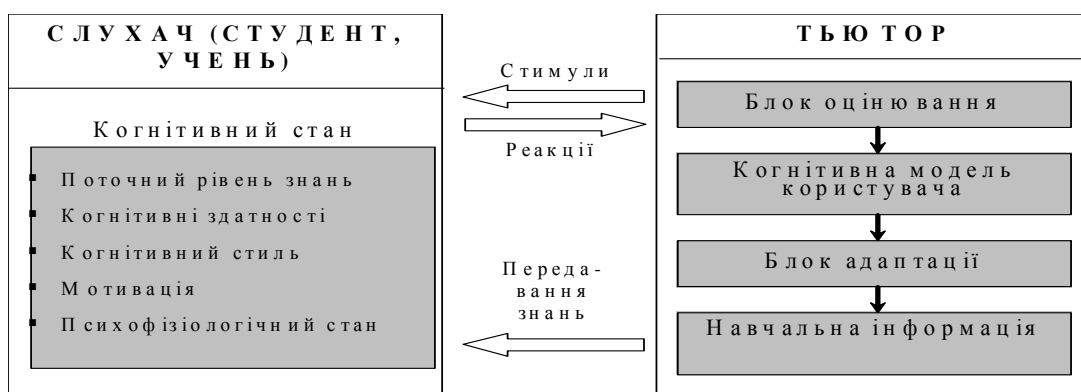 СЛУХАЧ (СТУДЕНТ,
УЧЕНЬ)
Когнітивний стан
Поточний рівень знань
Когнітивні здатності
Когнітивний стиль
Мотивація
Психофізіологічний стан
Стимули
Реакції
Переда-
вання
знань
ТЬЮТОР
Блок оцінювання
Когнітивна модель
користувача
Блок адаптації
Навчальна інформація